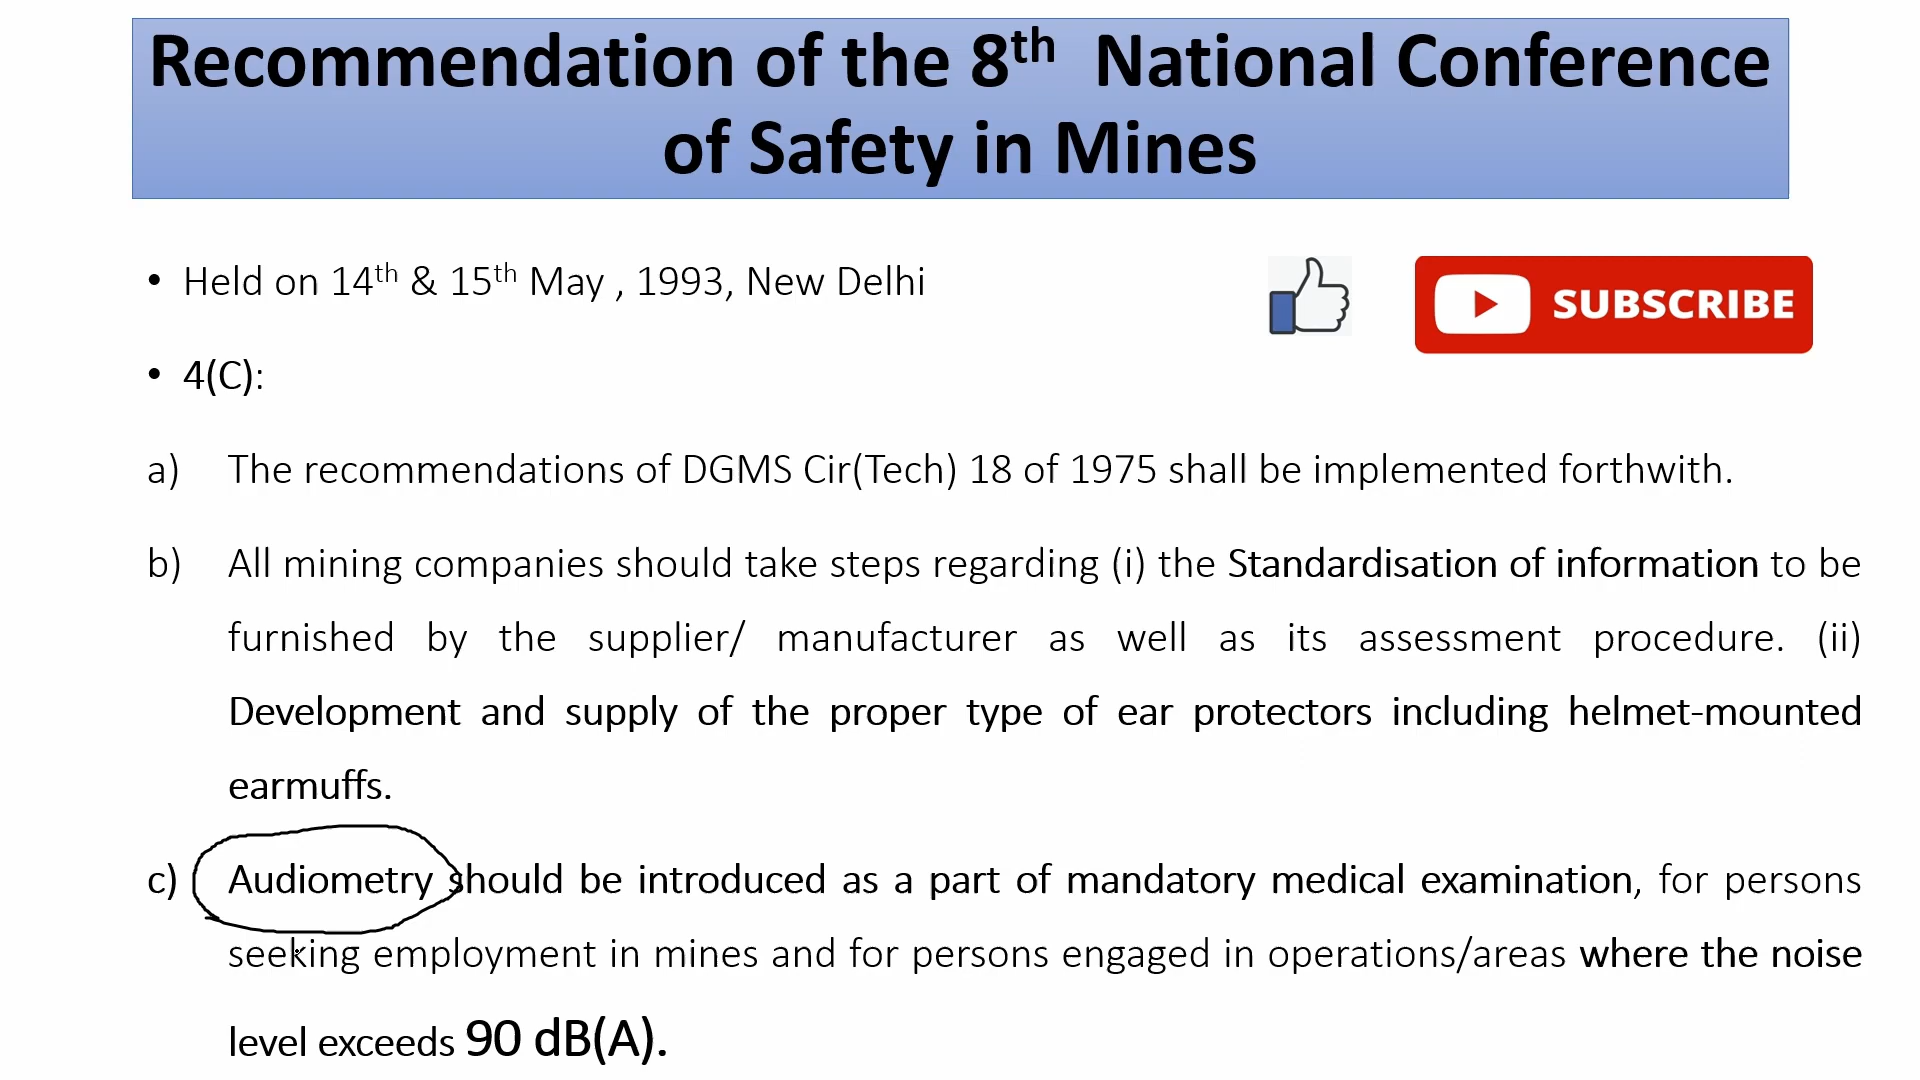 Recommendation of the 8th National Conference
of Safety in Mines
• Held on 14th & 15th May , 1993, New Delhi
SUBSCRIBE
• 4(C):
a) The recommendations of DGMS Cir(Tech) 18 of 1975 shall be implemented forthwith.
b) All mining companies should take steps regarding (i) the Standardisation of information to be
furnished by the supplier/ manufacturer as well as its assessment procedure. (ii)
Development and supply of the proper type of ear protectors including helmet-mounted
earmuffs.
c) Audiometry should be introduced as a part of mandatory medical examination, for persons
seeking employment in mines and for persons engaged in operations/areas where the noise
level exceeds 90 dB(A).